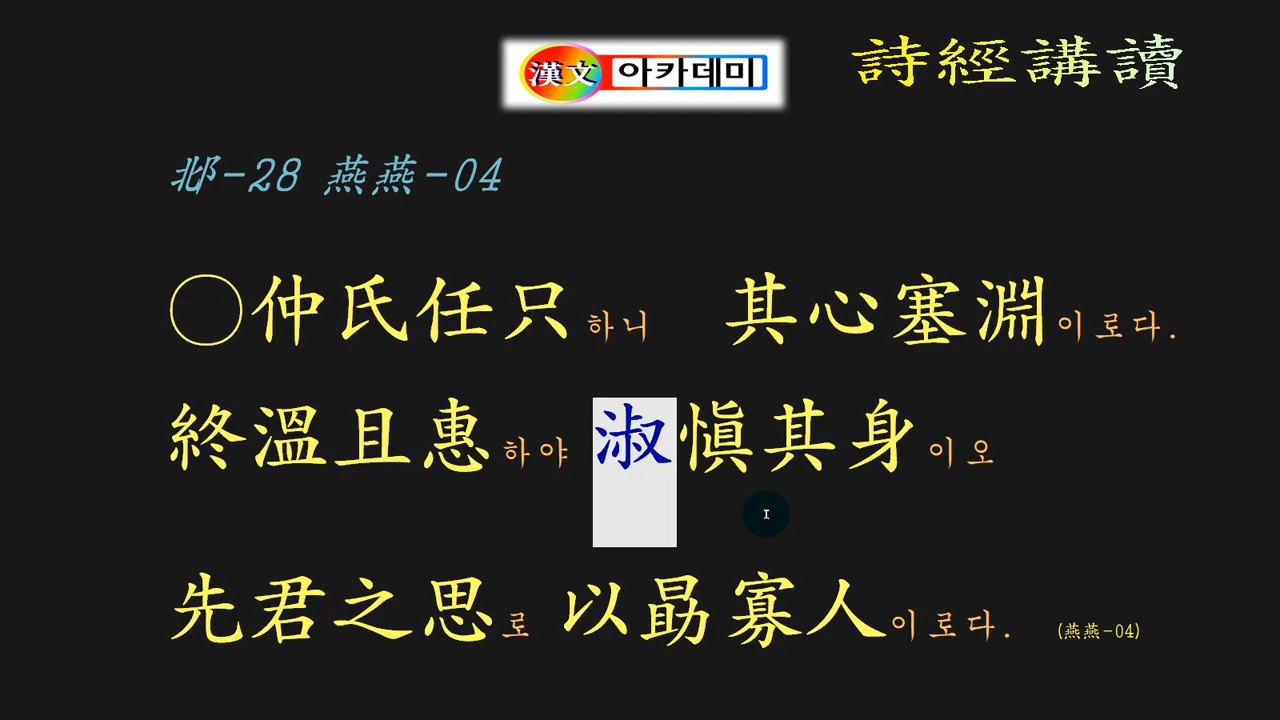 漢文 아카데미
詩經講讀
邶-28 燕燕-04
○仲氏任只하니 其心塞淵이로다.
終溫且惠하야 淑愼其身이오
先君之思로 以勗寡人이로다. (燕燕-04)